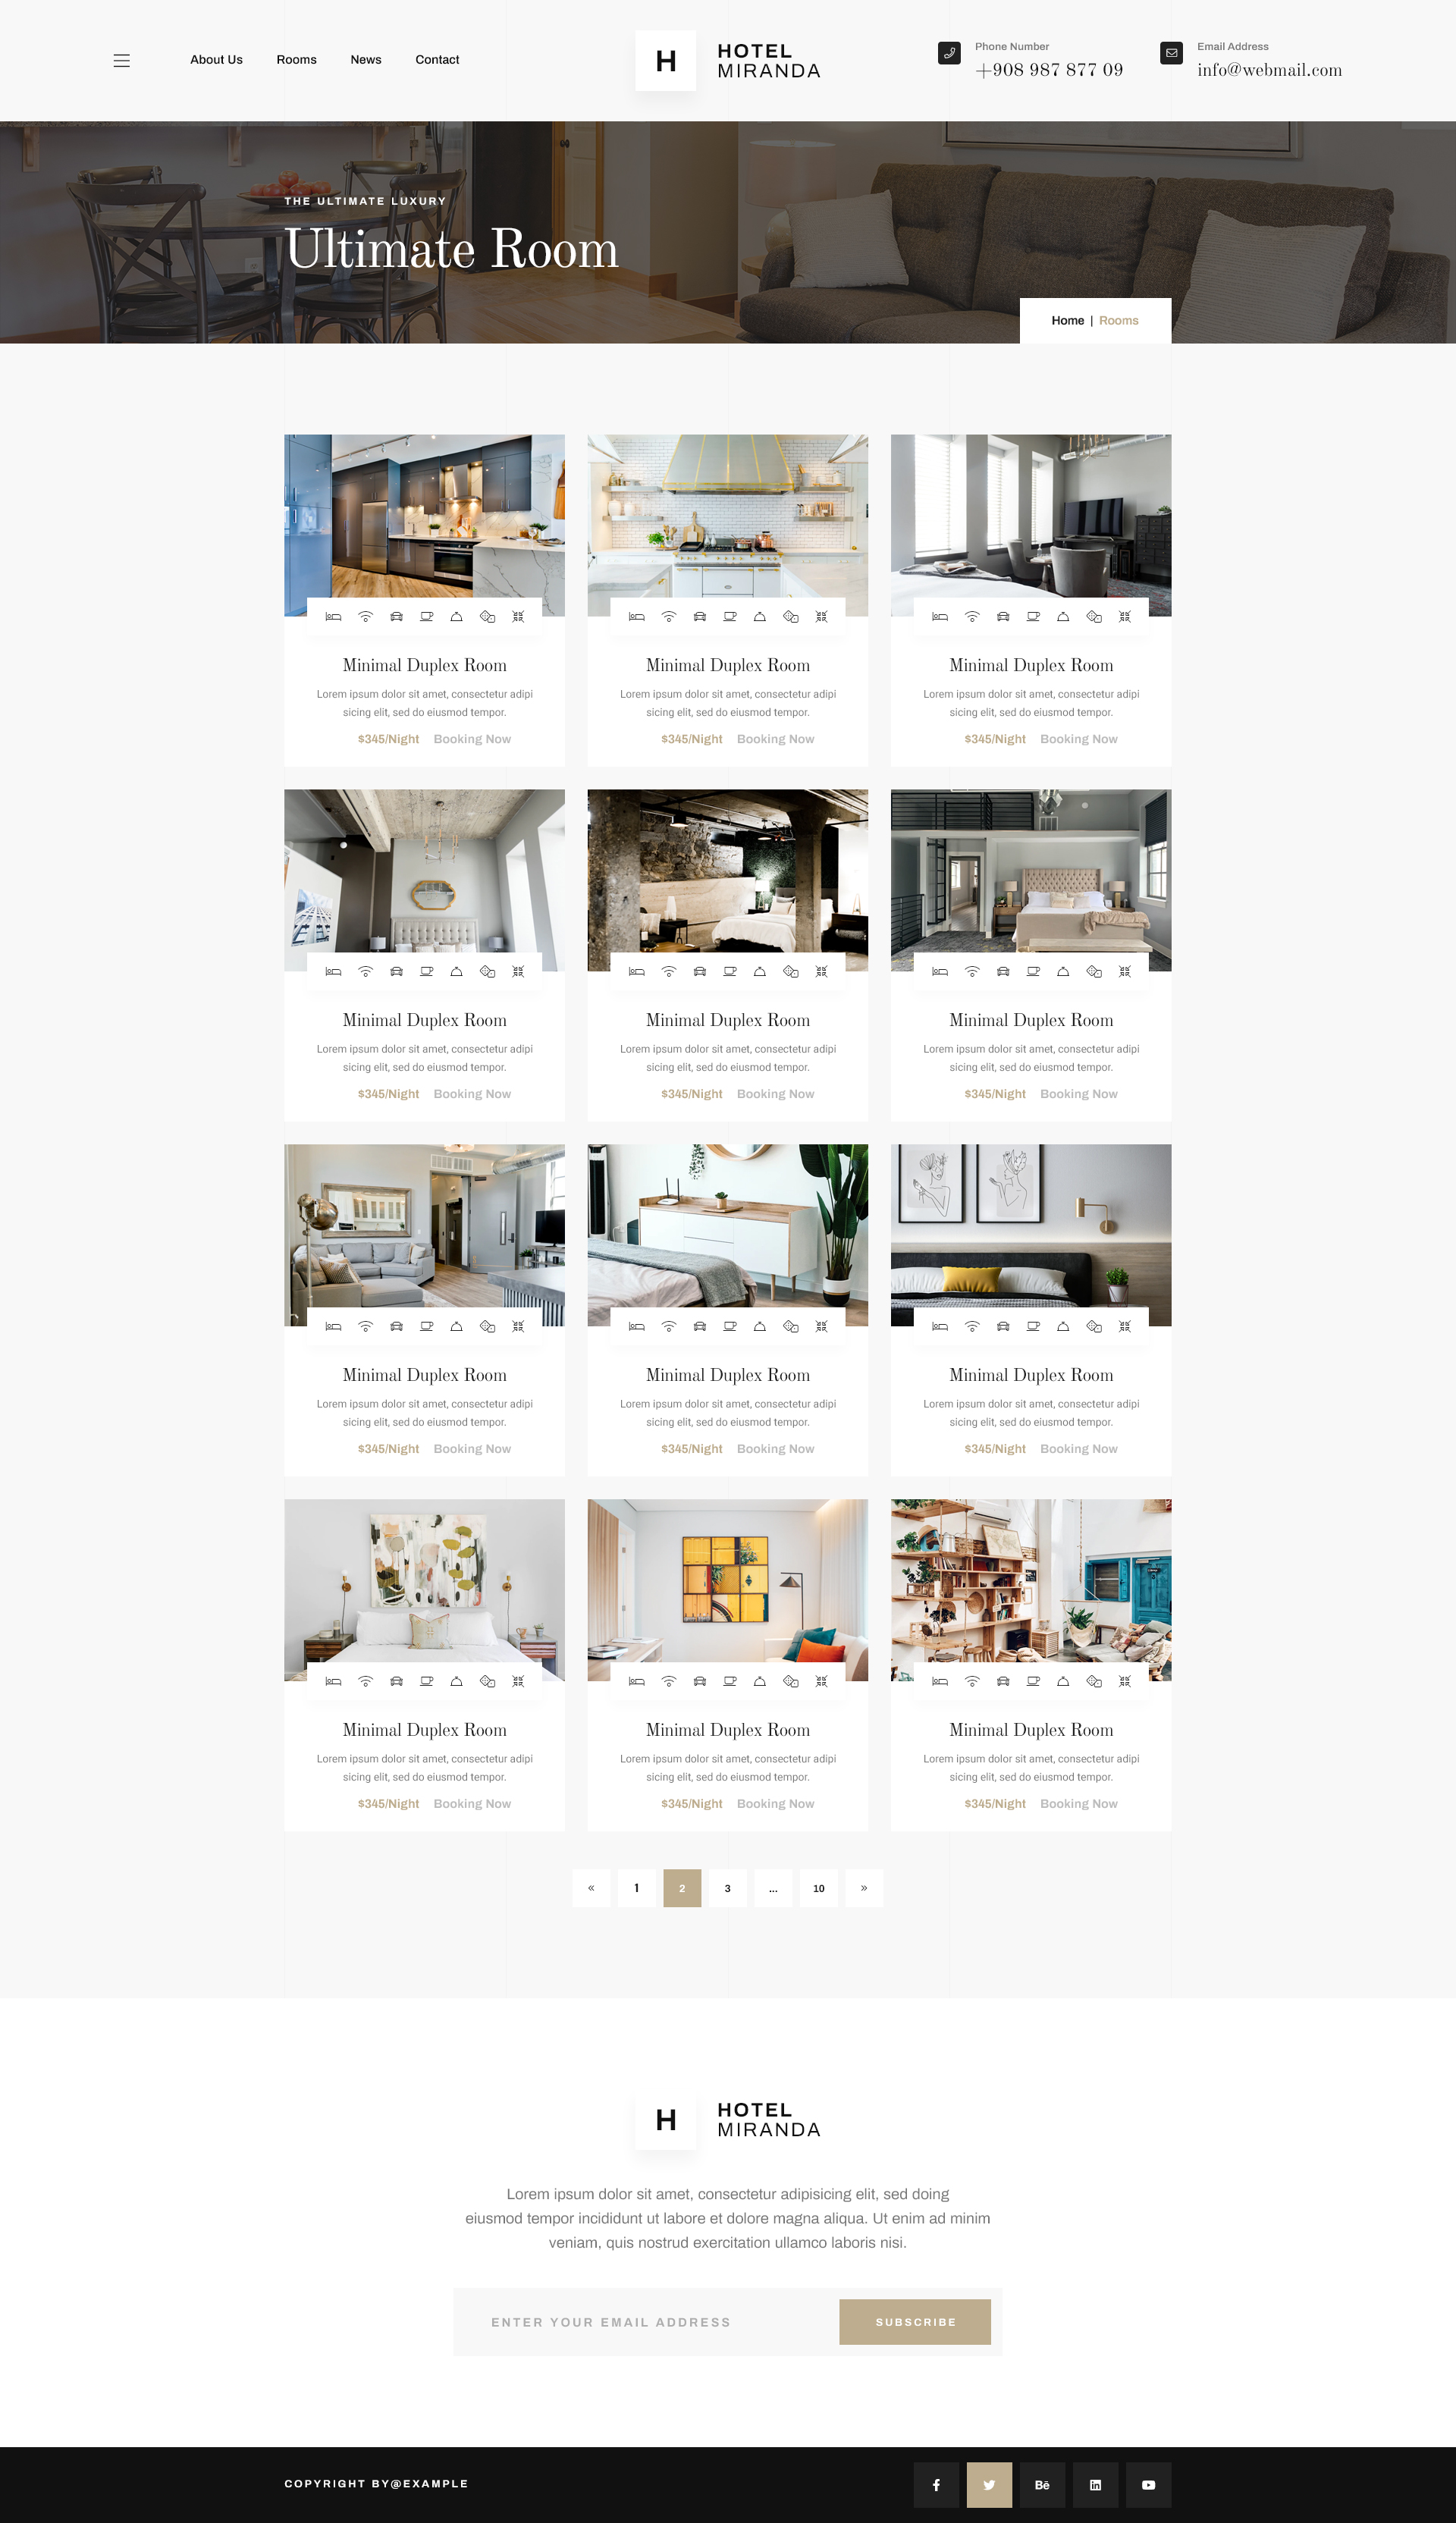 About Us Rooms News Contact
H
HOTEL
MIRANDA
Phone Number
+908 987 877 09
Email Address
info@webmail.com
THE ULTIMATE LUXURY
Ultimate Room
Home | Rooms
Minimal Duplex Room
Lorem ipsum dolor sit amet, consectetur adipi
sicing elit, sed do eiusmod tempor.
$345/Night Booking Now
Minimal Duplex Room
Lorem ipsum dolor sit amet, consectetur adipi
sicing elit, sed do eiusmod tempor.
$345/Night Booking Now
Minimal Duplex Room
Lorem ipsum dolor sit amet, consectetur adipi
sicing elit, sed do eiusmod tempor.
$345/Night Booking Now
Minimal Duplex Room
Lorem ipsum dolor sit amet, consectetur adipi
sicing elit, sed do eiusmod tempor.
$345/Night Booking Now
Minimal Duplex Room
Lorem ipsum dolor sit amet, consectetur adipi
sicing elit, sed do eiusmod tempor.
$345/Night Booking Now
Minimal Duplex Room
Lorem ipsum dolor sit amet, consectetur adipi
sicing elit, sed do eiusmod tempor.
$345/Night Booking Now
Minimal Duplex Room
Lorem ipsum dolor sit amet, consectetur adipi
sicing elit, sed do eiusmod tempor.
$345/Night Booking Now
Minimal Duplex Room
Lorem ipsum dolor sit amet, consectetur adipi
sicing elit, sed do eiusmod tempor.
$345/Night Booking Now
Minimal Duplex Room
Lorem ipsum dolor sit amet, consectetur adipi
sicing elit, sed do eiusmod tempor.
$345/Night Booking Now
Minimal Duplex Room
Lorem ipsum dolor sit amet, consectetur adipi
sicing elit, sed do eiusmod tempor.
$345/Night Booking Now
Minimal Duplex Room
Lorem ipsum dolor sit amet, consectetur adipi
sicing elit, sed do eiusmod tempor.
$345/Night Booking Now
Minimal Duplex Room
Lorem ipsum dolor sit amet, consectetur adipi
sicing elit, sed do eiusmod tempor.
$345/Night Booking Now
« 1 2 3 ... 10 »
H
HOTEL
MIRANDA
Lorem ipsum dolor sit amet, consectetur adipisicing elit, sed doing
eiusmod tempor incididunt ut labore et dolore magna aliqua. Ut enim ad minim
veniam, quis nostrud exercitation ullamco laboris nisi.
ENTER YOUR EMAIL ADDRESS SUBSCRIBE
COPYRIGHT BY@EXAMPLE